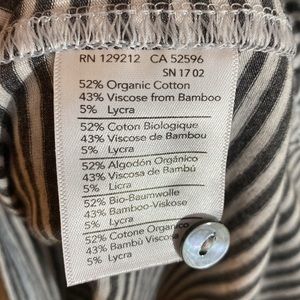 RN 129212 CA 52596
SN 17 02
52% Organic Cotton
43% Viscose from Bamboo
5% Lycra
52% Coton Biologique
43% Viscose de Bambou
5% Lycra
52% Algodón Orgánico
43% Viscosa de Bambú
5% Licra
52% Bio-Baumwolle
43% Bamboo-Viskose
5% Lycra
52% Cotone Organico
43% Bambù Viscosa
5% Lycra